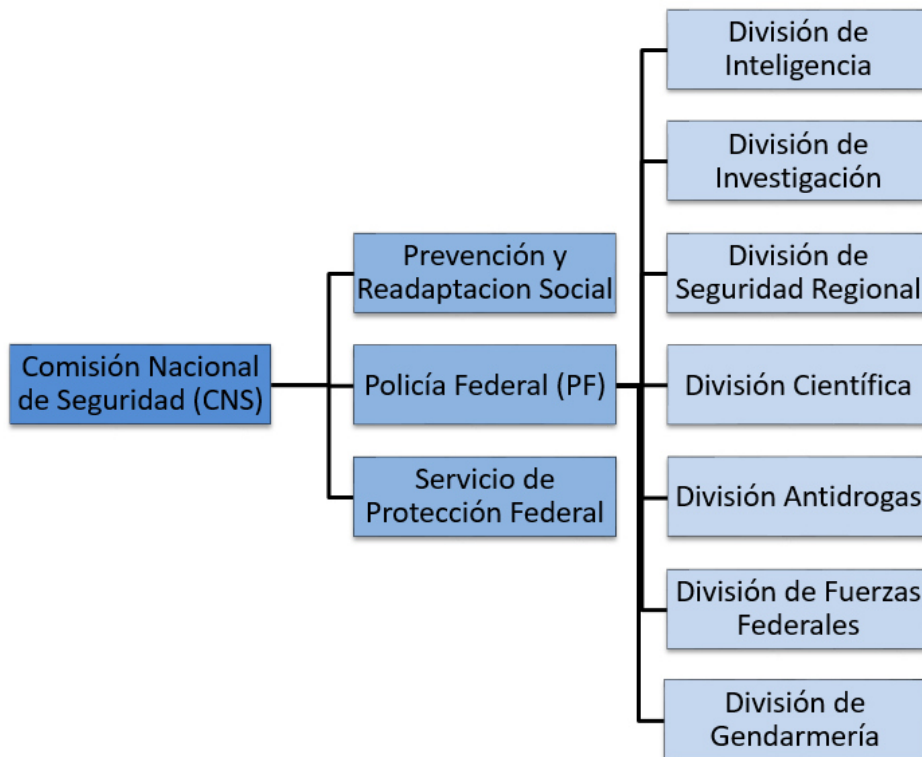 Comisión Nacional
de Seguridad (CNS)
Prevención y
Readaptacion Social
Policía Federal (PF)
Servicio de
Protección Federal
División de
Inteligencia
División de
Investigación
División de
Seguridad Regional
División Científica
División Antidrogas
División de Fuerzas
Federales
División de
Gendarmería